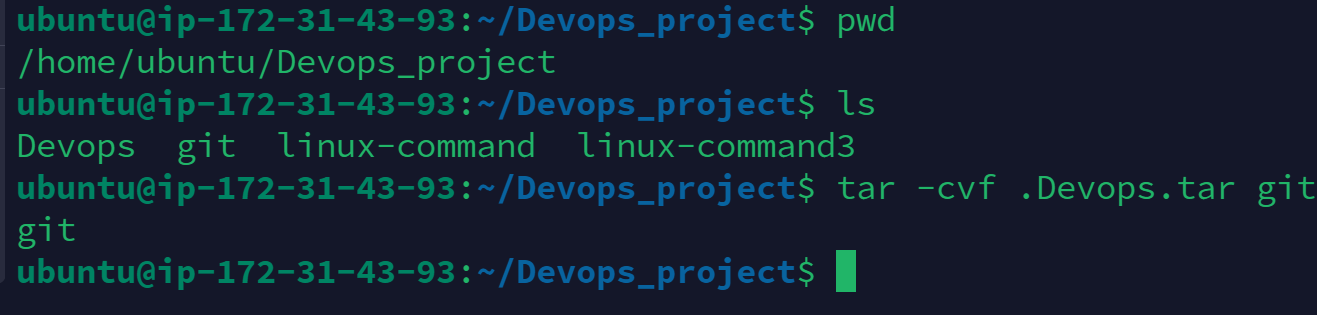 ubuntu@ip-172-31-43-93:~/Devops_project$ pwd
/home/ubuntu/Devops_project
ubuntu@ip-172-31-43-93:~/Devops_project$ ls
Devops  git  linux-command  linux-command3
ubuntu@ip-172-31-43-93:~/Devops_project$ tar -cvf .Devops.tar git
git
ubuntu@ip-172-31-43-93:~/Devops_project$